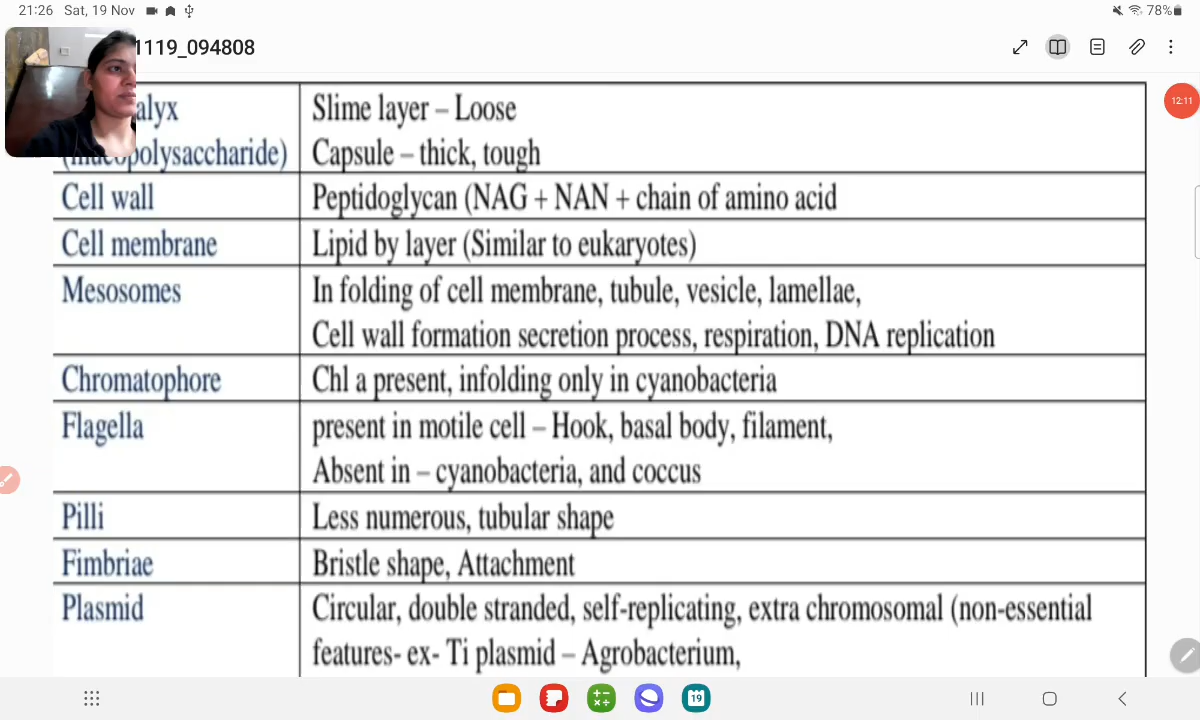 21:26 Sat, 19 Nov 78%
1119_094808
12:11
alyx Slime layer – Loose
(mucopolysaccharide) Capsule – thick, tough
Cell wall Peptidoglycan (NAG + NAN + chain of amino acid
Cell membrane Lipid by layer (Similar to eukaryotes)
Mesosomes In folding of cell membrane, tubule, vesicle, lamellae,
Cell wall formation secretion process, respiration, DNA replication
Chromatophore Chl a present, infolding only in cyanobacteria
Flagella present in motile cell – Hook, basal body, filament,
Absent in – cyanobacteria, and coccus
Pilli Less numerous, tubular shape
Fimbriae Bristle shape, Attachment
Plasmid Circular, double stranded, self-replicating, extra chromosomal (non-essential
features- ex- Ti plasmid – Agrobacterium,
19